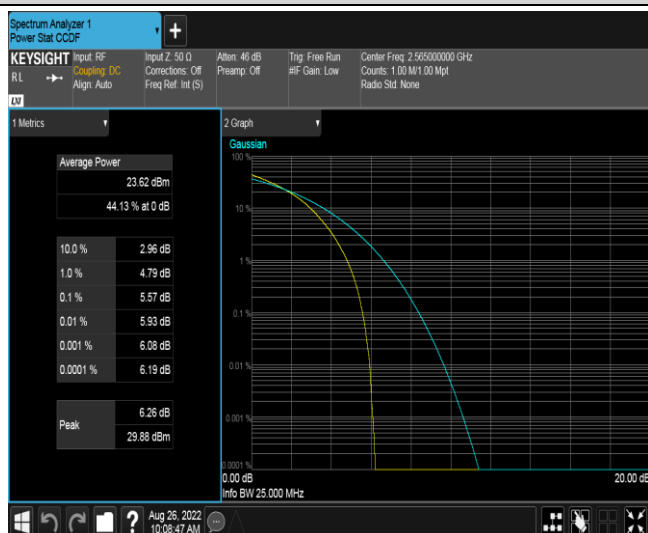 Spectrum Analyzer 1
Power Stat CCDF
KEYSIGHT
RL
LXI
Input: RF
Coupling: DC
Align: Auto
Input Z: 50 Ω
Corrections: Off
Freq Ref: Int (S)
Atten: 46 dB
Preamp: Off
Trig: Free Run
#IF Gain: Low
Center Freq: 2.565000000 GHz
Counts: 1.00 M/1.00 Mpt
Radio Std: None
1 Metrics
Average Power
23.62 dBm
44.13 % at 0 dB
10.0 % 2.96 dB
1.0 % 4.79 dB
0.1 % 5.57 dB
0.01 % 5.93 dB
0.001 % 6.08 dB
0.0001 % 6.19 dB
Peak
6.26 dB
29.88 dBm
2 Graph
Gaussian
100 %
10 %
1 %
0.1 %
0.01 %
0.001 %
0.0001 %
0.00 dB
20.00 dB
Info BW 25.000 MHz
?
Aug 26, 2022
10:08:47 AM